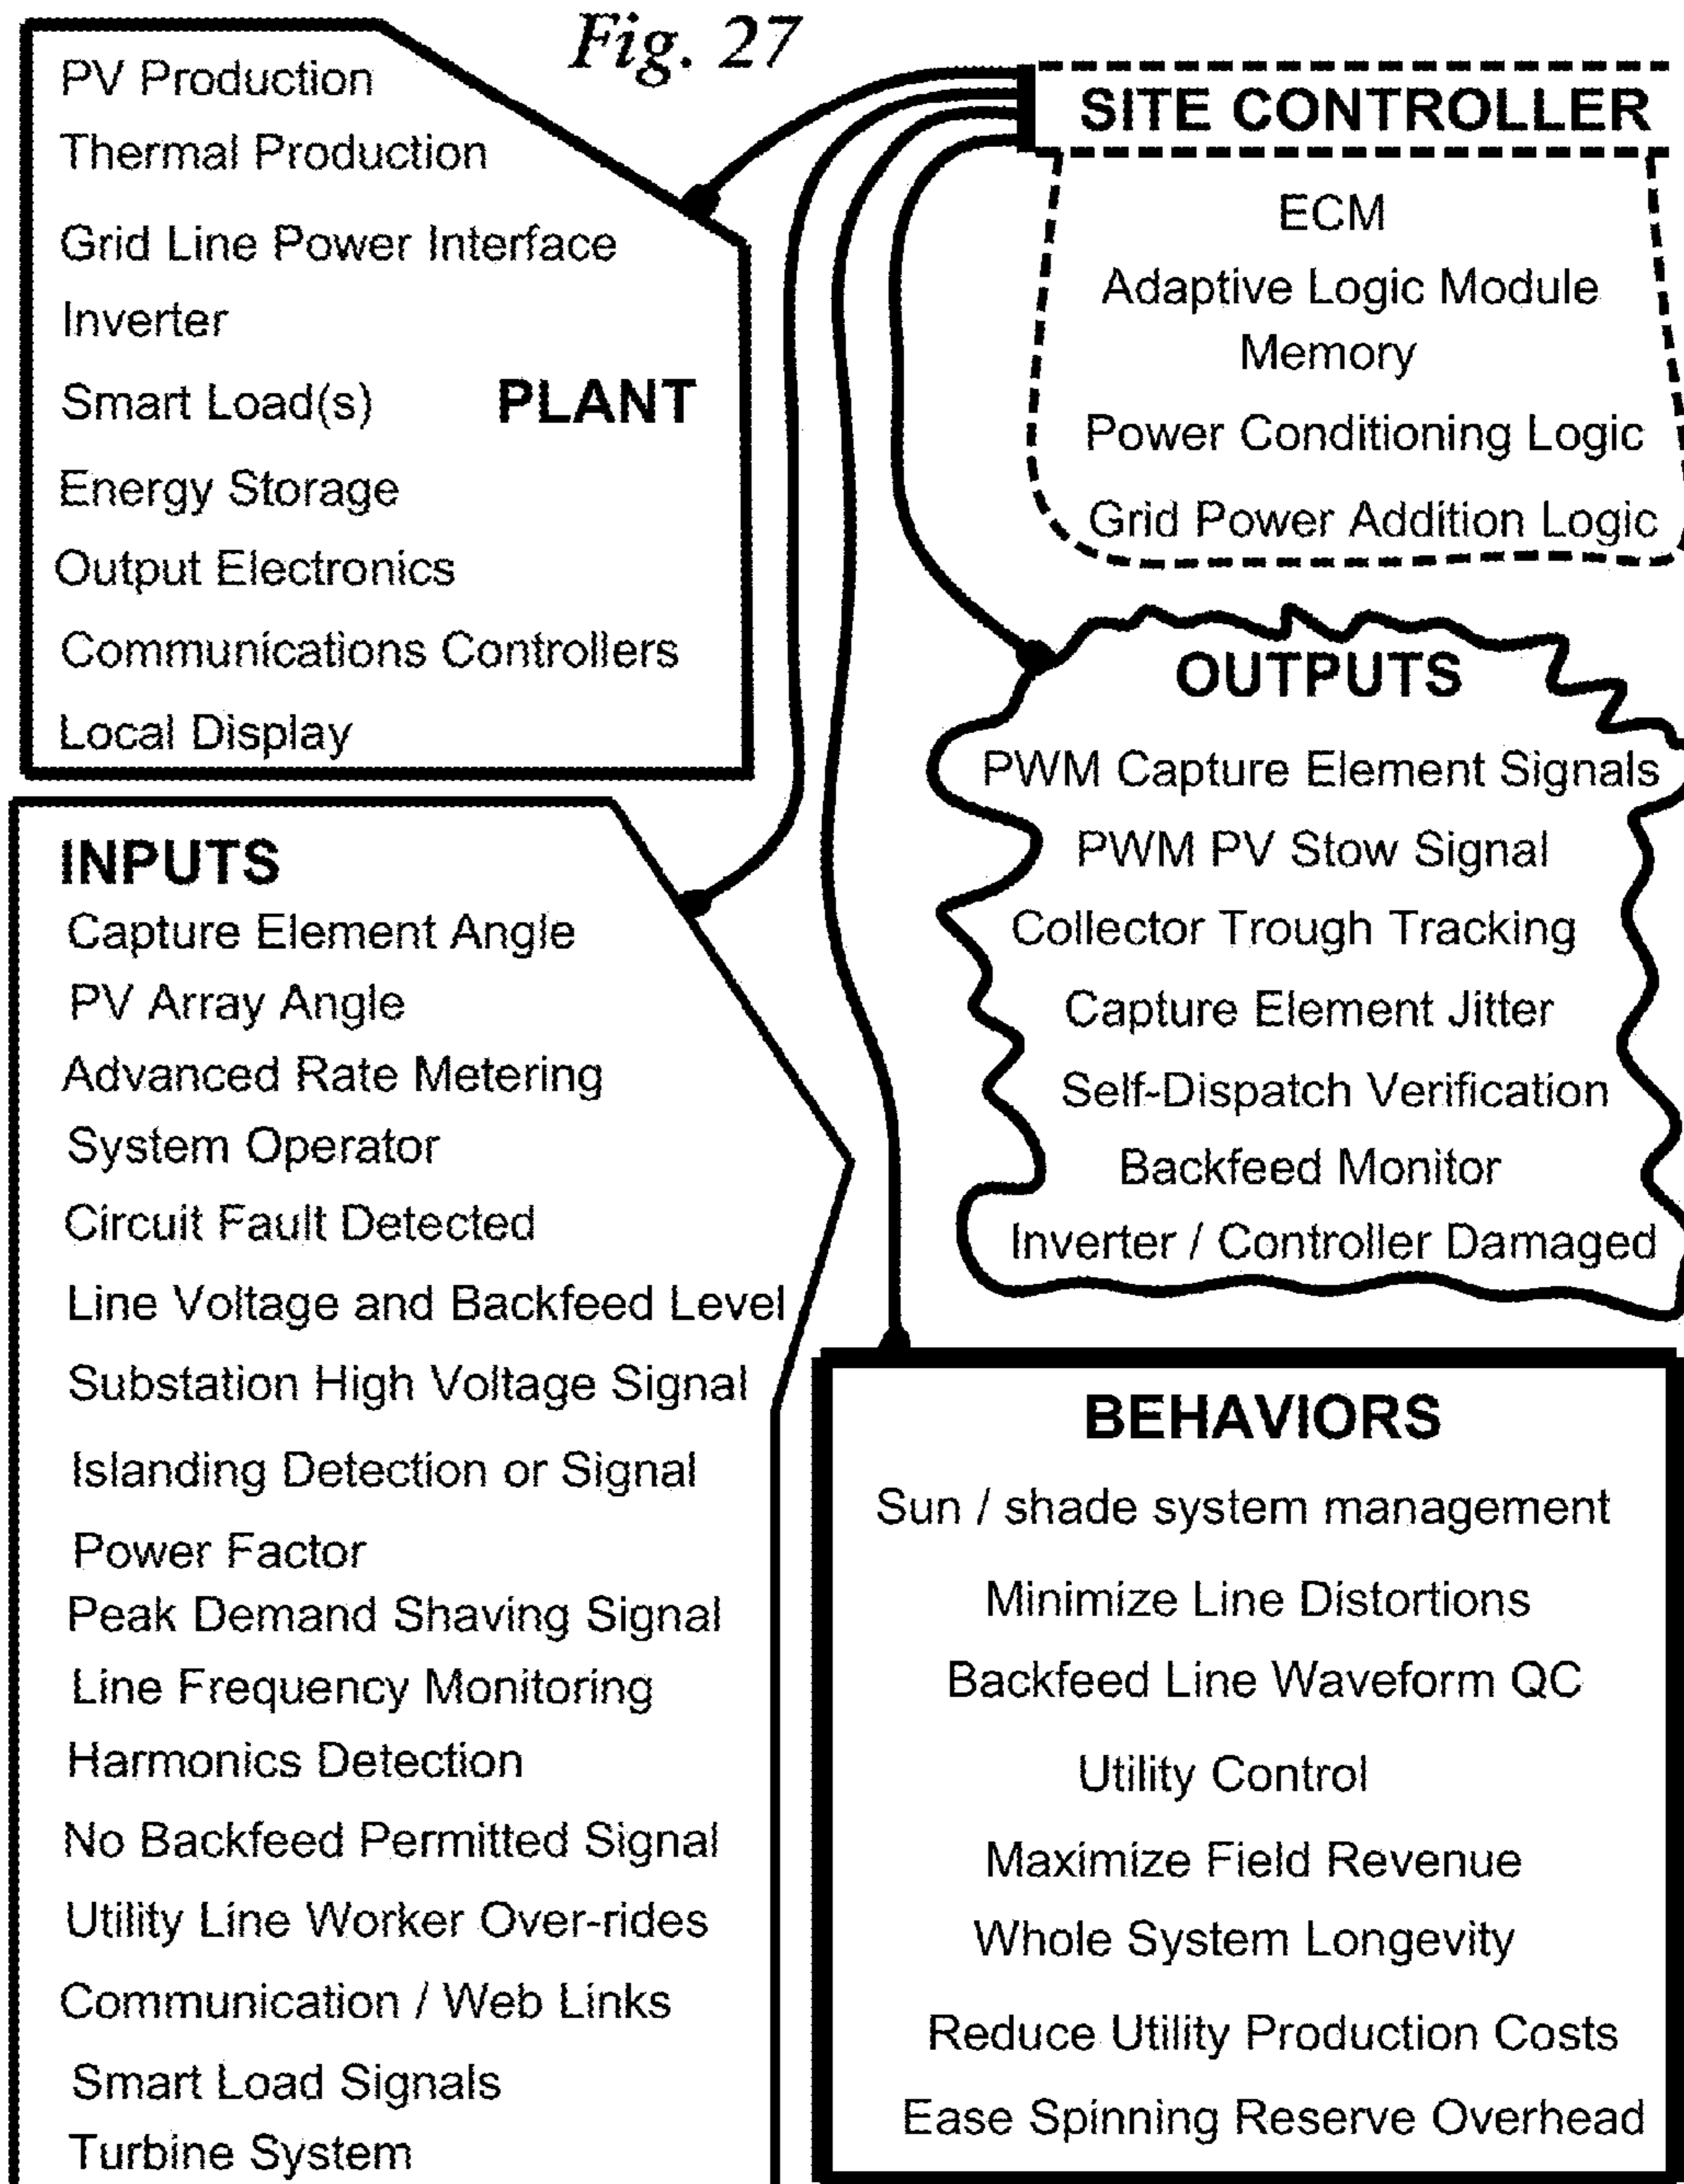 Fig. 27
PV Production
Thermal Production
Grid Line Power Interface
Inverter
Smart Load(s)
PLANT
Energy Storage
Output Electronics
Communications Controllers
Local Display
SITE CONTROLLER
ECM
Adaptive Logic Module
Memory
Power Conditioning Logic
Grid Power Addition Logic
INPUTS
Capture Element Angle
PV Array Angle
Advanced Rate Metering
System Operator
Circuit Fault Detected
Line Voltage and Backfeed Level
Substation High Voltage Signal
Islanding Detection or Signal
Power Factor
Peak Demand Shaving Signal
Line Frequency Monitoring
Harmonics Detection
No Backfeed Permitted Signal
Utility Line Worker Over-rides
Communication / Web Links
Smart Load Signals
Turbine System
OUTPUTS
PWM Capture Element Signals
PWM PV Stow Signal
Collector Trough Tracking
Capture Element Jitter
Self-Dispatch Verification
Backfeed Monitor
Inverter / Controller Damaged
BEHAVIORS
Sun / shade system management
Minimize Line Distortions
Backfeed Line Waveform QC
Utility Control
Maximize Field Revenue
Whole System Longevity
Reduce Utility Production Costs
Ease Spinning Reserve Overhead